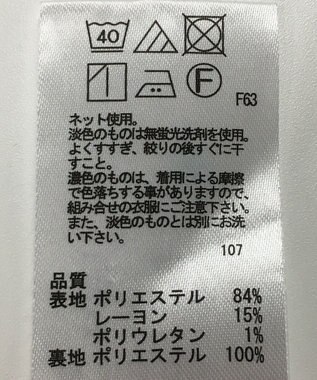 40
F
F63
ネット使用。
淡色のものは無蛍光洗剤を使用。
よくすすぎ、絞りの後すぐに干
すこと。
濃色のものは、着用による摩擦
で色落ちする事がありますので、
組み合せの衣服にご注意下さい。
また、淡色のものとは別にお洗
い下さい。
107
品質
表地 ポリエステル 84%
レーヨン 15%
ポリウレタン 1%
裏地 ポリエステル 100%